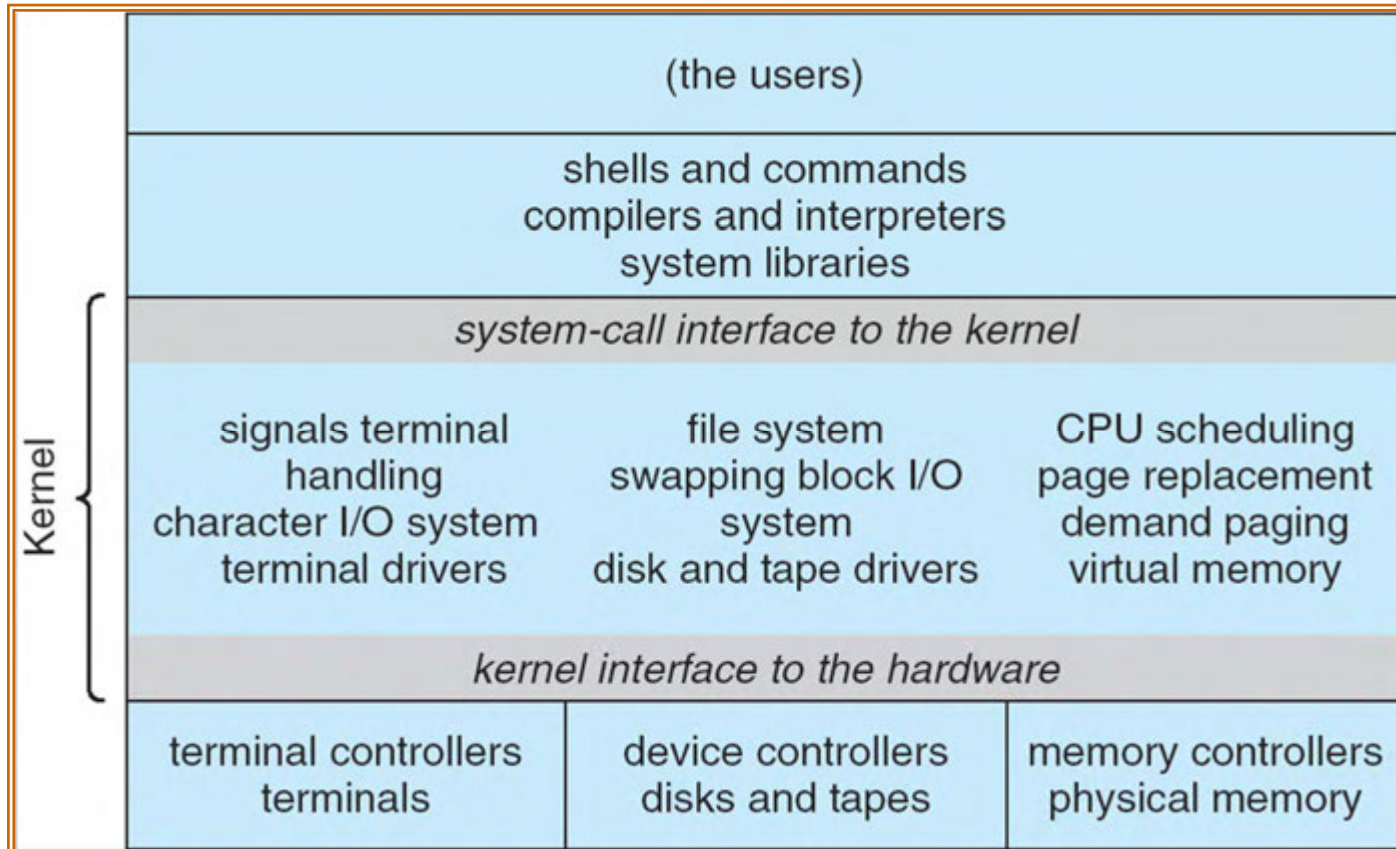 (the users)
shells and commands
compilers and interpreters
system libraries
Kernel
system-call interface to the kernel
signals terminal
handling
character I/O system
terminal drivers
file system
swapping block I/O
system
disk and tape drivers
CPU scheduling
page replacement
demand paging
virtual memory
kernel interface to the hardware
terminal controllers
terminals
device controllers
disks and tapes
memory controllers
physical memory